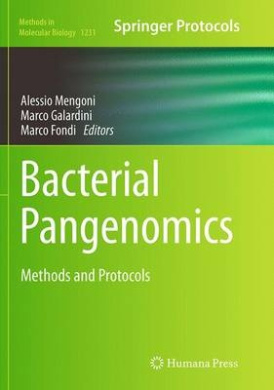 Methods in
Molecular Biology 1231
Springer Protocols
Alessio Mengoni
Marco Galardini
Marco Fondi Editors
Bacterial
Pangenomics
Methods and Protocols
Humana Press